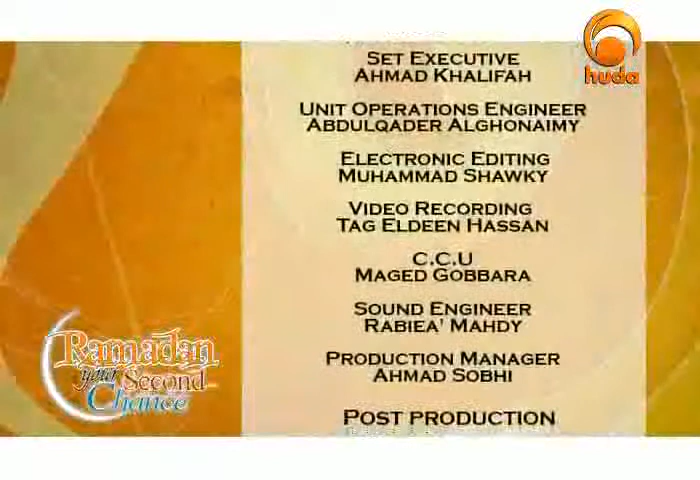 huda
SET EXECUTIVE
AHMAD KHALIFAH
UNIT OPERATIONS ENGINEER
ABDULQADER ALGHONAIMY
ELECTRONIC EDITING
MUHAMMAD SHAWKY
VIDEO RECORDING
TAG ELDEEN HASSAN
C.C.U
MAGED GOBBARA
SOUND ENGINEER
RABIEA' MAHDY
PRODUCTION MANAGER
AHMAD SOBHI
POST PRODUCTION
Ramadan
your Second
Chance